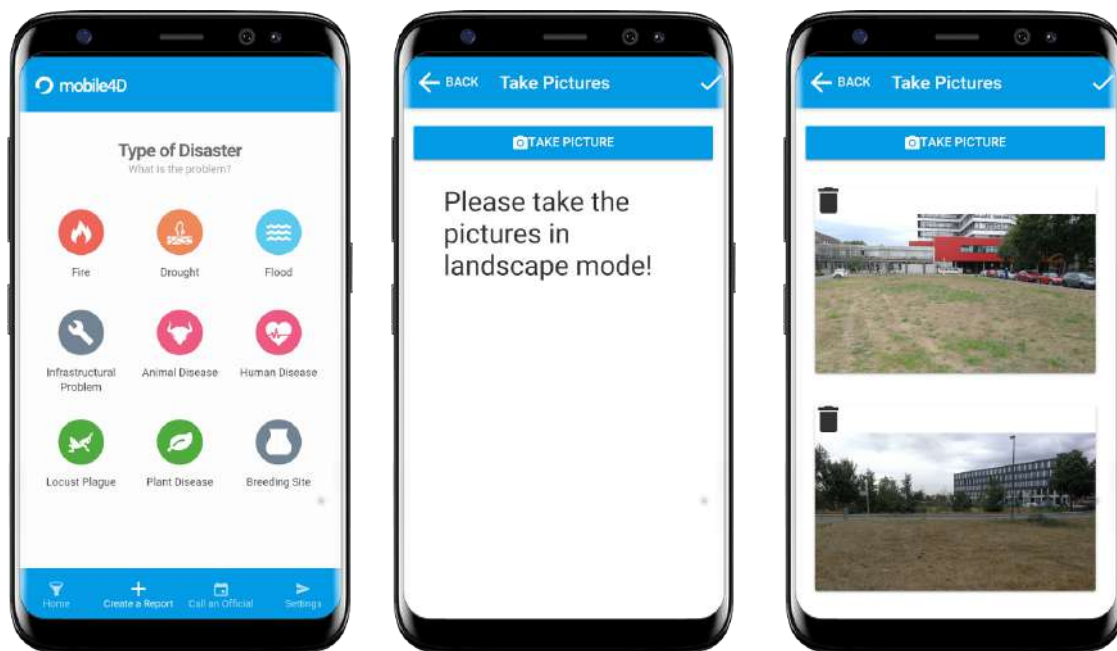 mobile4D
Type of Disaster
What is the problem?
Fire
Drought
Flood
Infrastructural
Problem
Animal Disease
Human Disease
Locust Plague
Plant Disease
Breeding Site
Home
Create a Report
Call an Official
Settings
BACK Take Pictures
TAKE PICTURE
Please take the
pictures in
landscape mode!
BACK Take Pictures
TAKE PICTURE